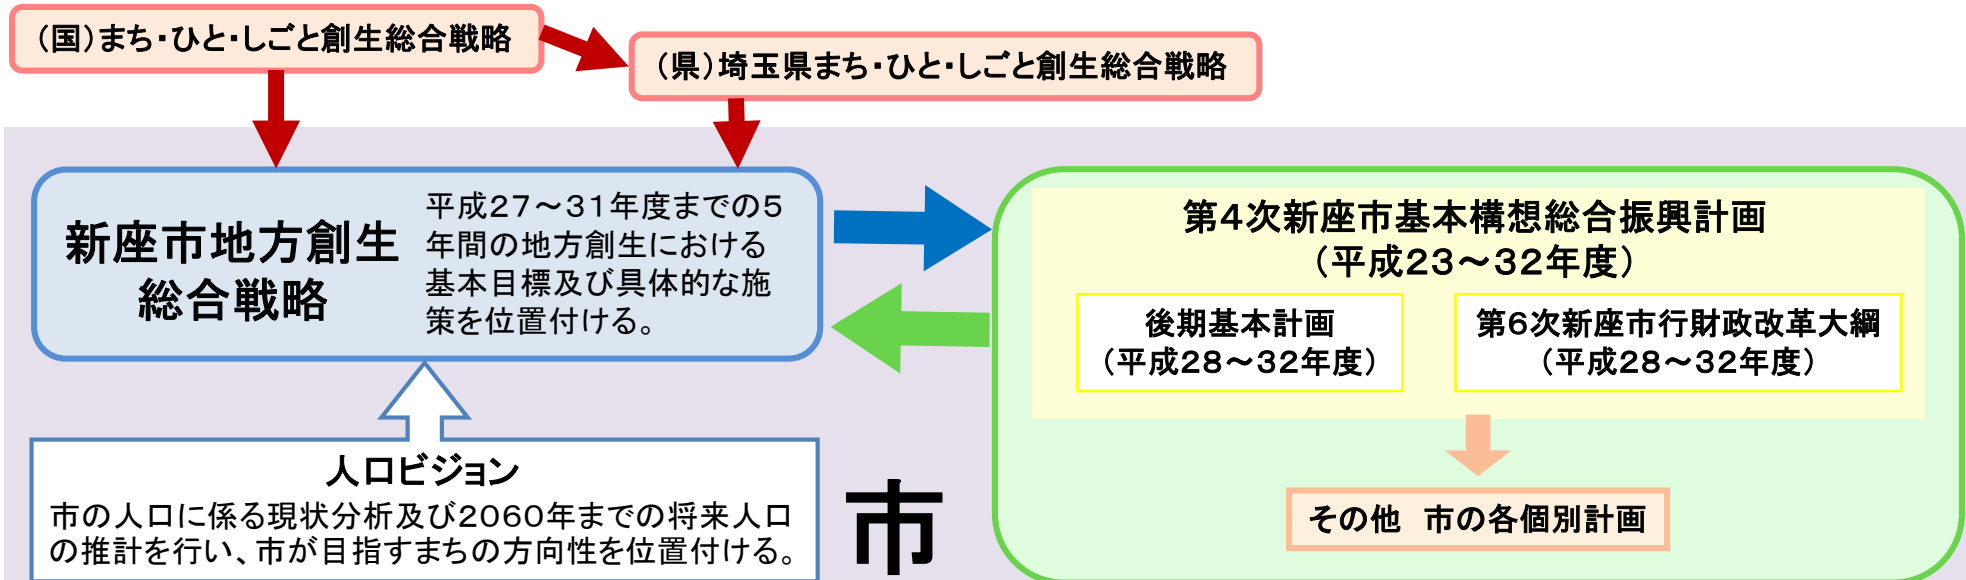 （国）まち・ひと・しごと創生総合戦略
（県）埼玉県まち・ひと・しごと創生総合戦略
新座市地方創生
総合戦略
平成２７～３１年度までの５
年間の地方創生における
基本目標及び具体的な施
策を位置付ける。
第４次新座市基本構想総合振興計画
（平成２３～３２年度）
後期基本計画
（平成２８～３２年度）
第６次新座市行財政改革大綱
（平成２８～３２年度）
人口ビジョン
市の人口に係る現状分析及び２０６０年までの将来人口
の推計を行い、市が目指すまちの方向性を位置付ける。
市
その他　市の各個別計画